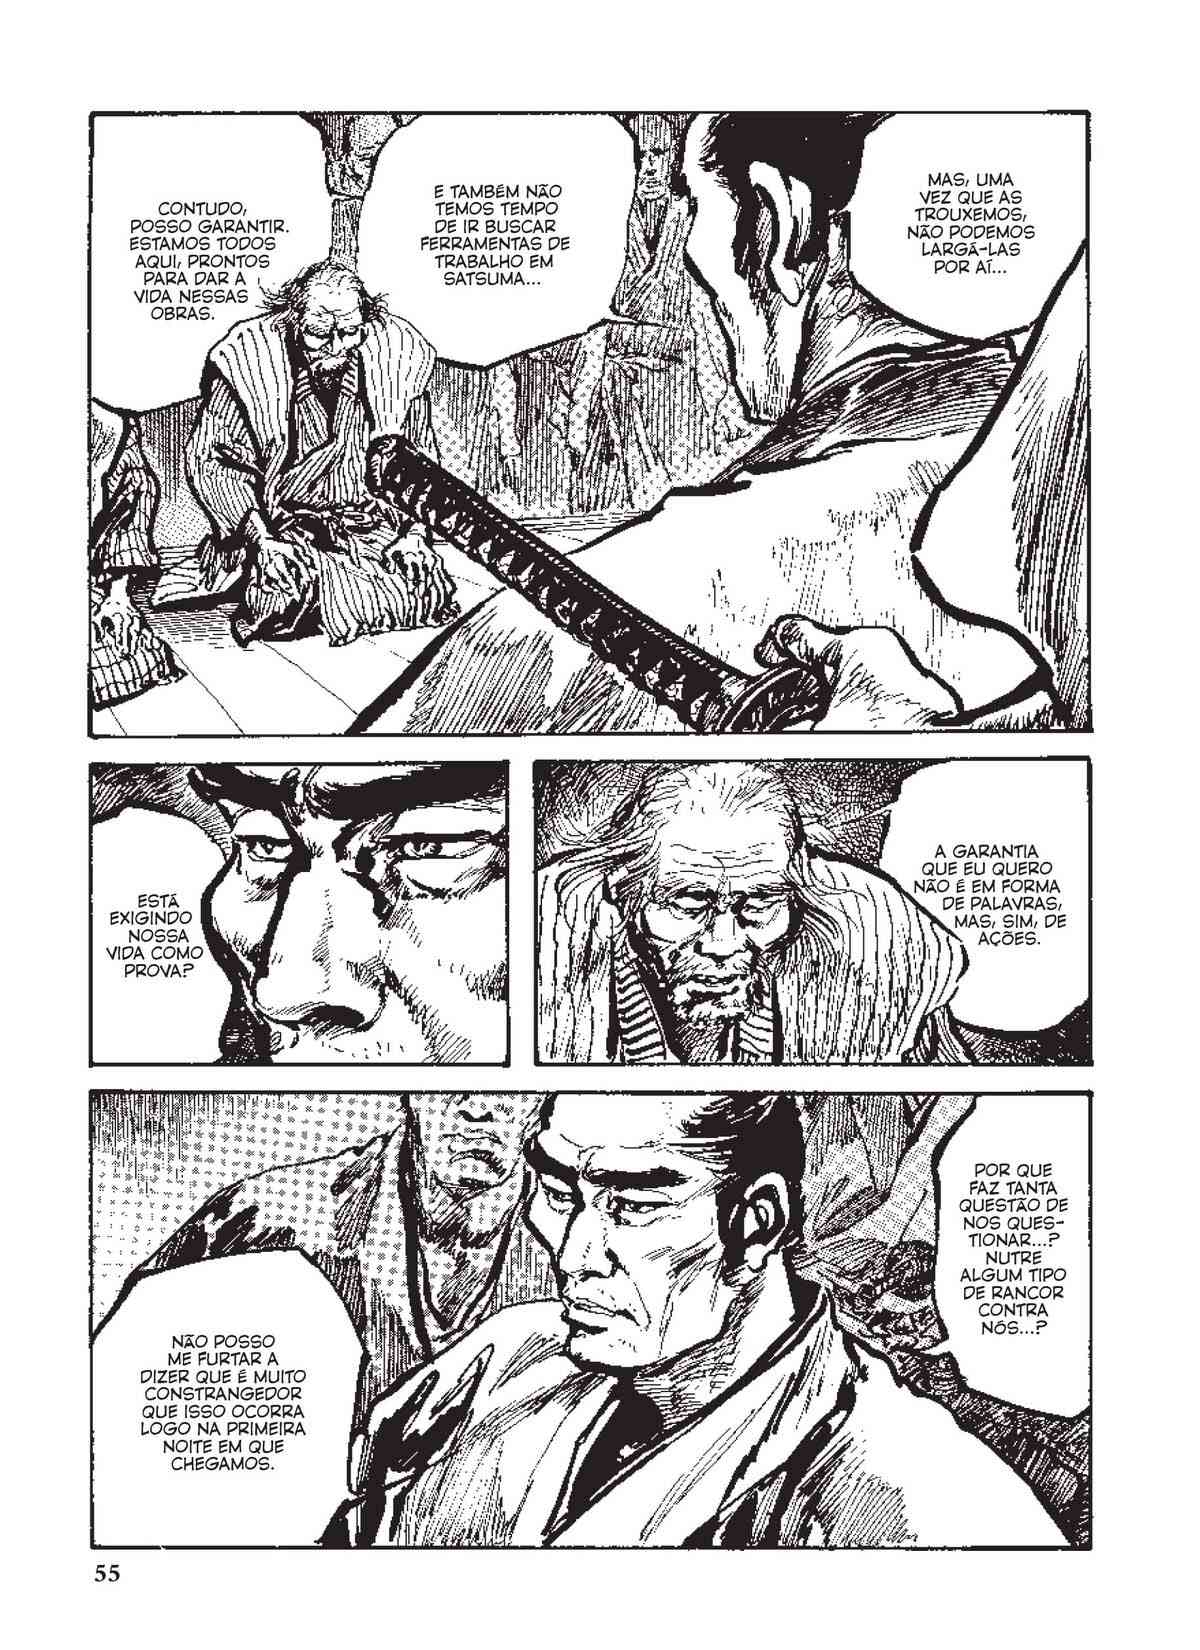 MAS, UMA
VEZ QUE AS
TROUXEMOS,
NÃO PODEMOS
LARGÁ-LAS
POR AÍ...
E TAMBÉM NÃO
TEMOS TEMPO
DE IR BUSCAR
FERRAMENTAS DE
TRABALHO EM
SATSUMA...
CONTUDO,
POSSO GARANTIR.
ESTAMOS TODOS
AQUI, PRONTOS
PARA DAR A
VIDA NESSAS
OBRAS.
A GARANTIA
QUE EU QUERO
NÃO É EM FORMA
DE PALAVRAS,
MAS, SIM, DE
AÇÕES.
ESTÁ
EXIGINDO
NOSSA
VIDA COMO
PROVA?
POR QUE
FAZ TANTA
QUESTÃO DE
NOS QUES-
TIONAR...?
NUTRE
ALGUM TIPO
DE RANCOR
CONTRA
NÓS...?
NÃO POSSO
ME FURTAR A
DIZER QUE É MUITO
CONSTRANGEDOR
QUE ISSO OCORRA
LOGO NA PRIMEIRA
NOITE EM QUE
CHEGAMOS.
55